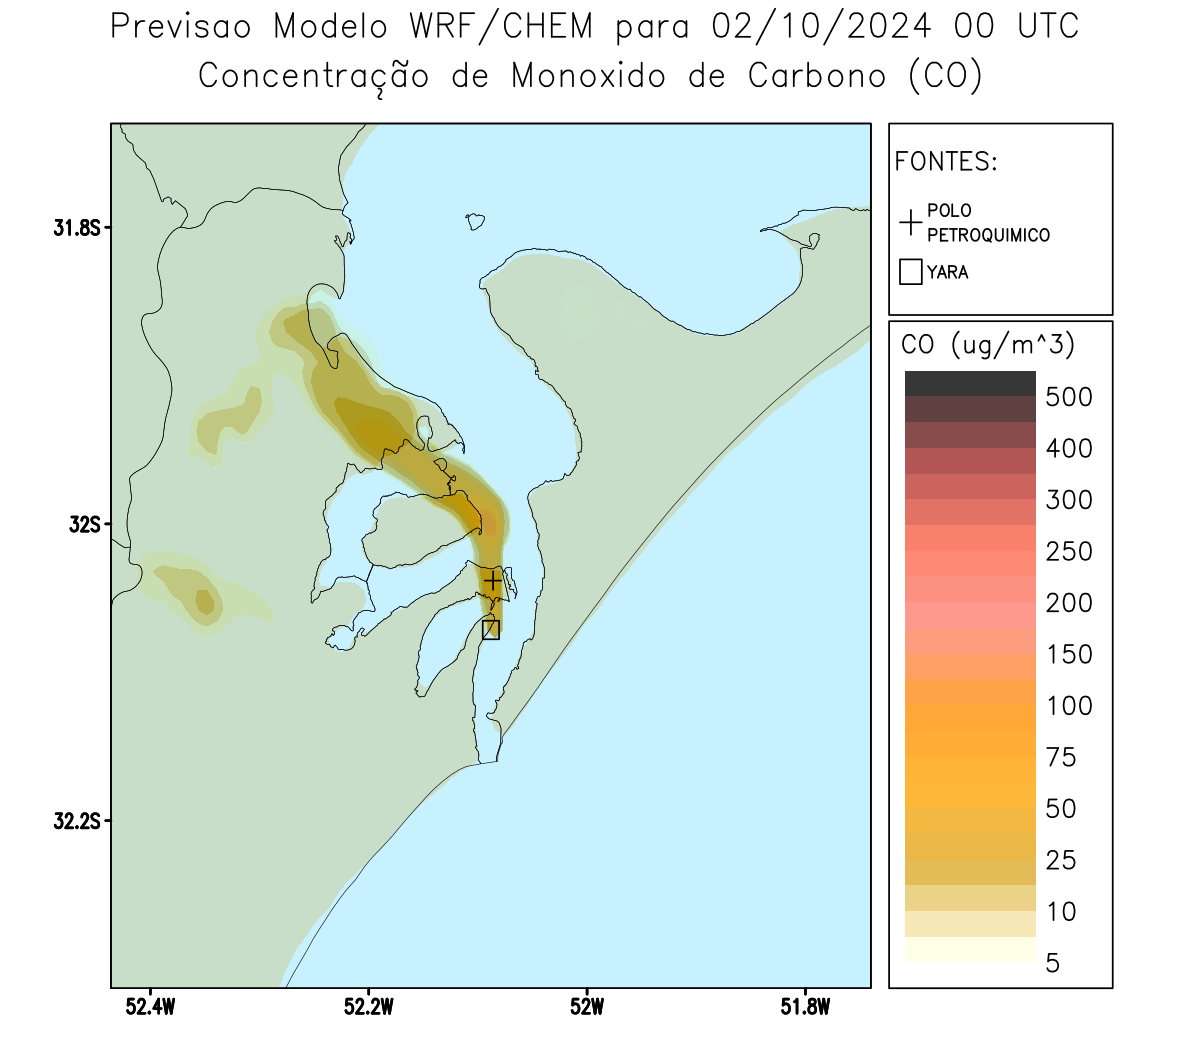 Previsao Modelo WRF/CHEM para 02/10/2024 00 UTC
Concentração de Monoxido de Carbono (CO)
FONTES:
POLO
PETROQUIMICO
YARA
CO (ug/m^3)
500
400
300
250
200
150
100
75
50
25
10
5
31.8S
32S
32.2S
52.4W
52.2W
52W
51.8W